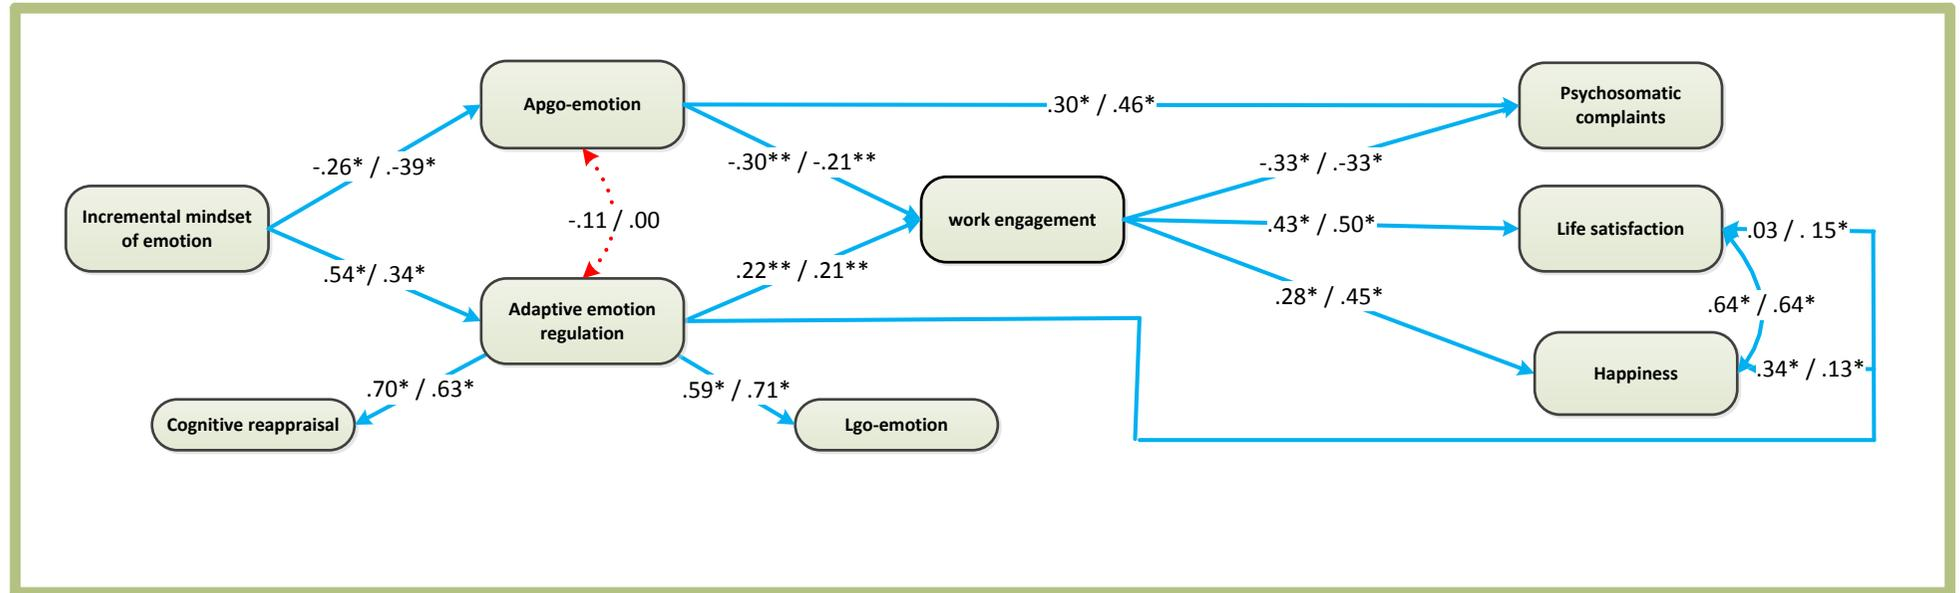 Apgo-emotion
Psychosomatic
complaints
.30* / .46*
-.26* / .-39*
-.30** / -.21**
-.33* / .-33*
Incremental mindset
of emotion
-.11 / .00
work engagement
.43* / .50*
Life satisfaction
.03 / . 15*
.54*/ .34*
.22** / .21**
.28* / .45*
.64* / .64*
Adaptive emotion
regulation
Happiness
.34* / .13*
.70* / .63*
.59* / .71*
Cognitive reappraisal
Lgo-emotion